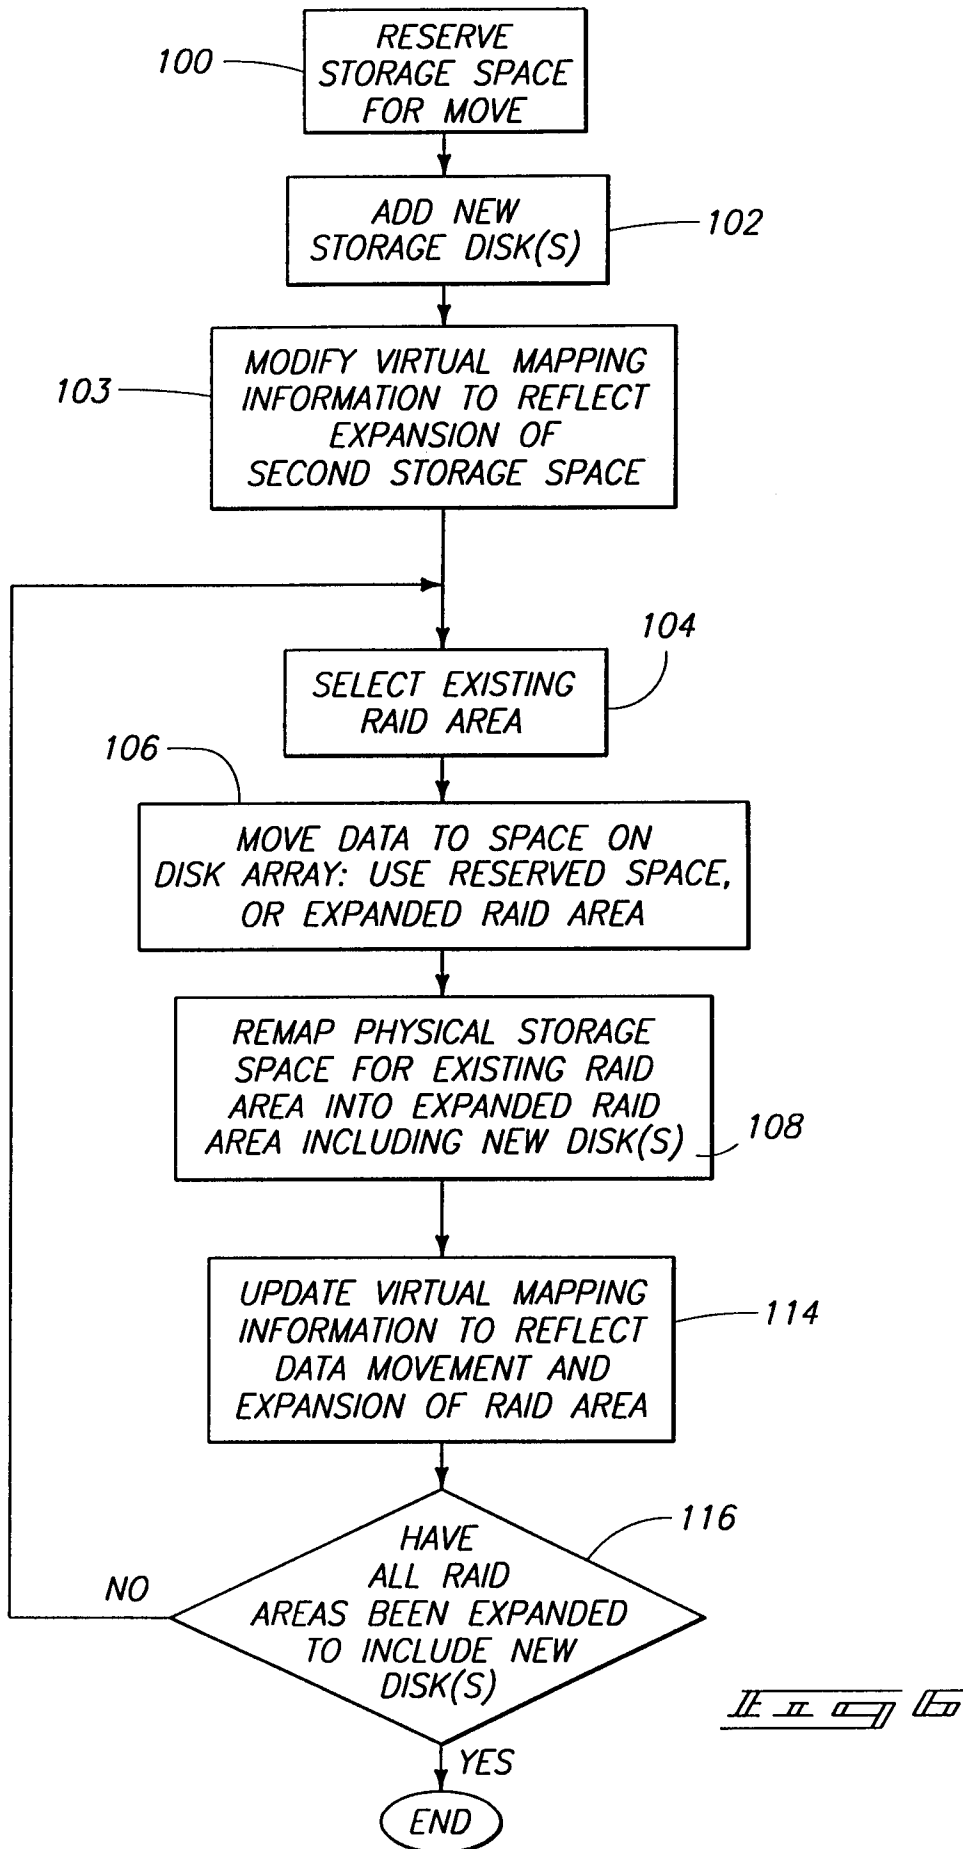 100
RESERVE
STORAGE SPACE
FOR MOVE
ADD NEW
STORAGE DISK(S)
102
103
MODIFY VIRTUAL MAPPING
INFORMATION TO REFLECT
EXPANSION OF
SECOND STORAGE SPACE
104
SELECT EXISTING
RAID AREA
106
MOVE DATA TO SPACE ON
DISK ARRAY: USE RESERVED SPACE,
OR EXPANDED RAID AREA
REMAP PHYSICAL STORAGE
SPACE FOR EXISTING RAID
AREA INTO EXPANDED RAID
AREA INCLUDING NEW DISK(S)
108
UPDATE VIRTUAL MAPPING
INFORMATION TO REFLECT
DATA MOVEMENT AND
EXPANSION OF RAID AREA
114
116
HAVE
ALL RAID
AREAS BEEN EXPANDED
TO INCLUDE NEW
DISK(S)
NO
YES
END
FIG 6